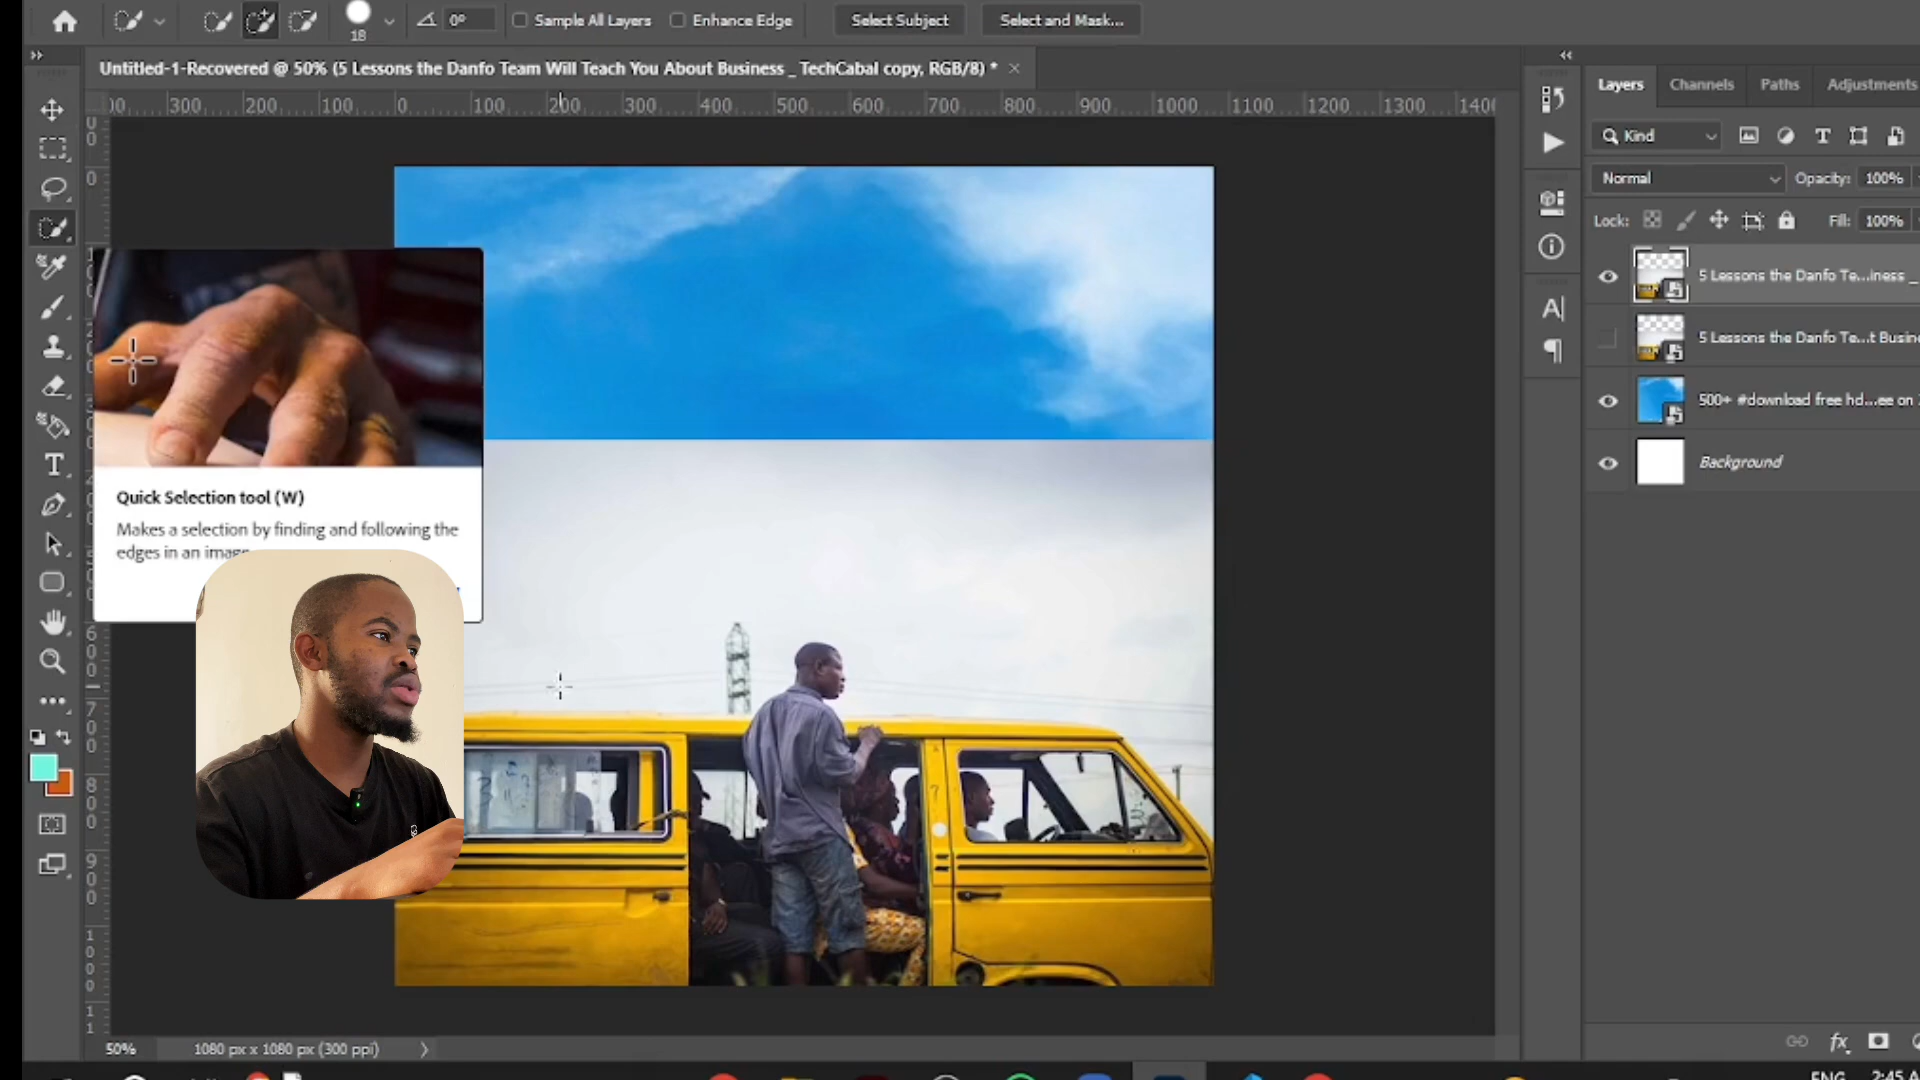 18
0°
Sample All Layers
Enhance Edge
Select Subject
Select and Mask...
Untitled-1-Recovered @ 50% (5 Lessons the Danfo Team Will Teach You About Business _ TechCabal copy, RGB/8) *
300 200 100 0 100 200 300 400 500 600 700 800 900 1000 1100 1200 1300
Layers Channels Paths Adjustments
Kind
Normal
Opacity: 100%
Lock:
Fill: 100%
5 Lessons the Danfo Te...iness _
5 Lessons the Danfo Te...t Busin
500+ #download free hd...ee on
Background
Quick Selection tool (W)
Makes a selection by finding and following the
edges in an image
50%
1080 px x 1080 px (300 ppi)
ENG
2:45